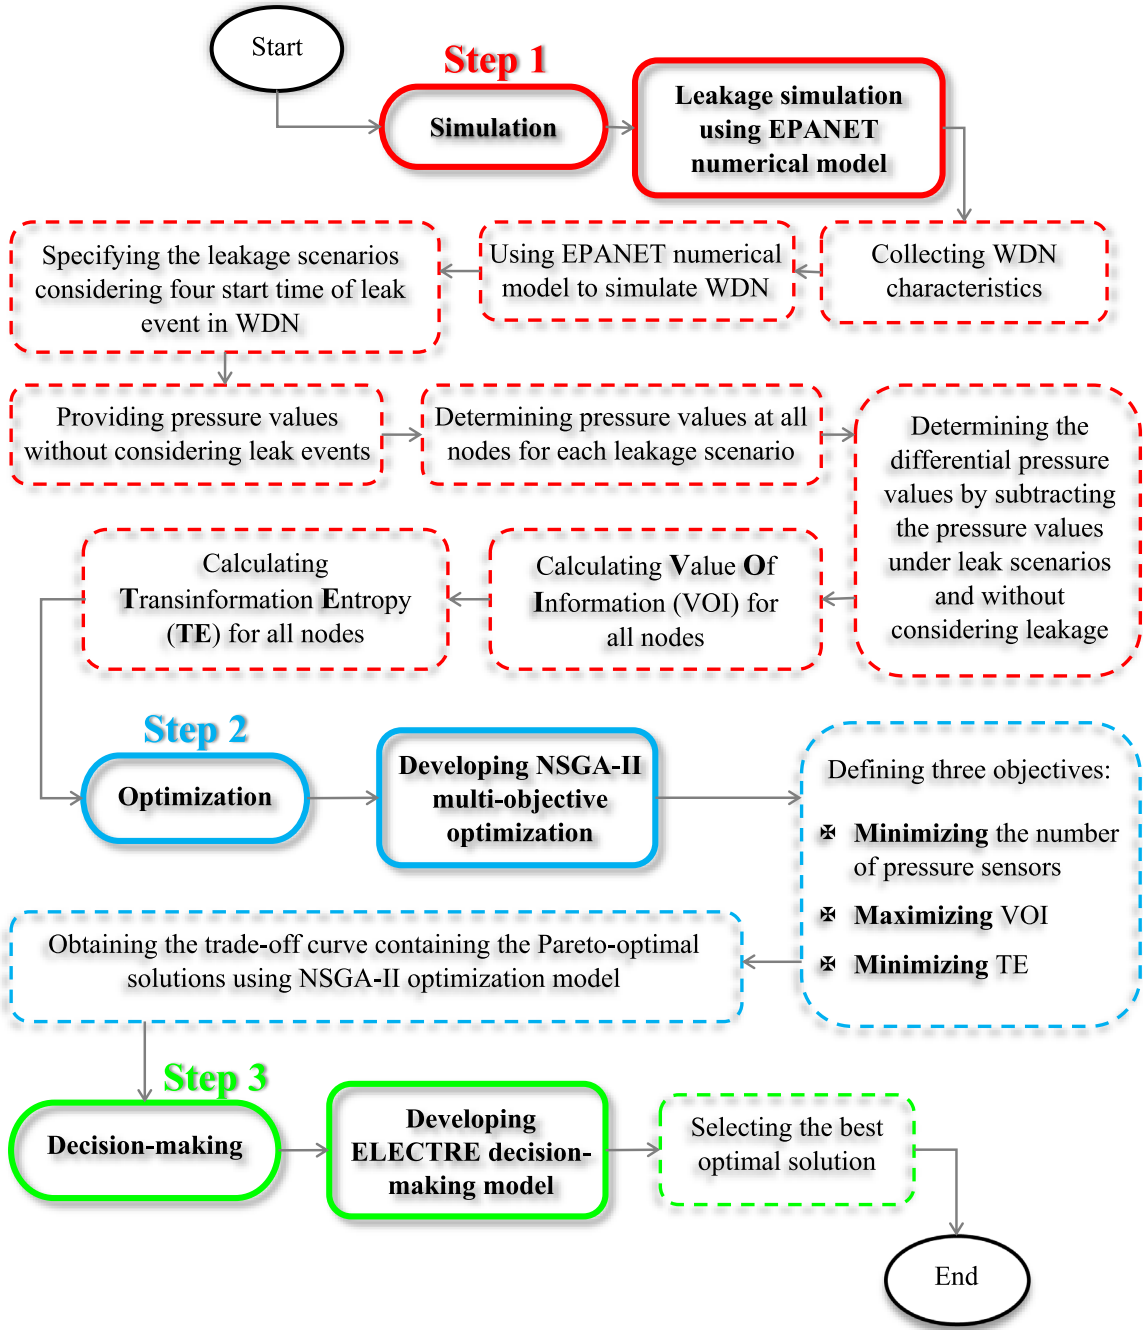 Start
Step 1
Simulation
Leakage simulation
using EPANET
numerical model
Collecting WDN
characteristics
Using EPANET numerical
model to simulate WDN
Specifying the leakage scenarios
considering four start time of leak
event in WDN
Providing pressure values
without considering leak events
Determining pressure values at all
nodes for each leakage scenario
Determining the
differential pressure
values by subtracting
the pressure values
under leak scenarios
and without
considering leakage
Calculating Value Of
Information (VOI) for
all nodes
Calculating
Transinformation Entropy
(TE) for all nodes
Step 2
Optimization
Developing NSGA-II
multi-objective
optimization
Defining three objectives:
✠ Minimizing the number
of pressure sensors
✠ Maximizing VOI
✠ Minimizing TE
Obtaining the trade-off curve containing the Pareto-optimal
solutions using NSGA-II optimization model
Step 3
Decision-making
Developing
ELECTRE decision-
making model
Selecting the best
optimal solution
End